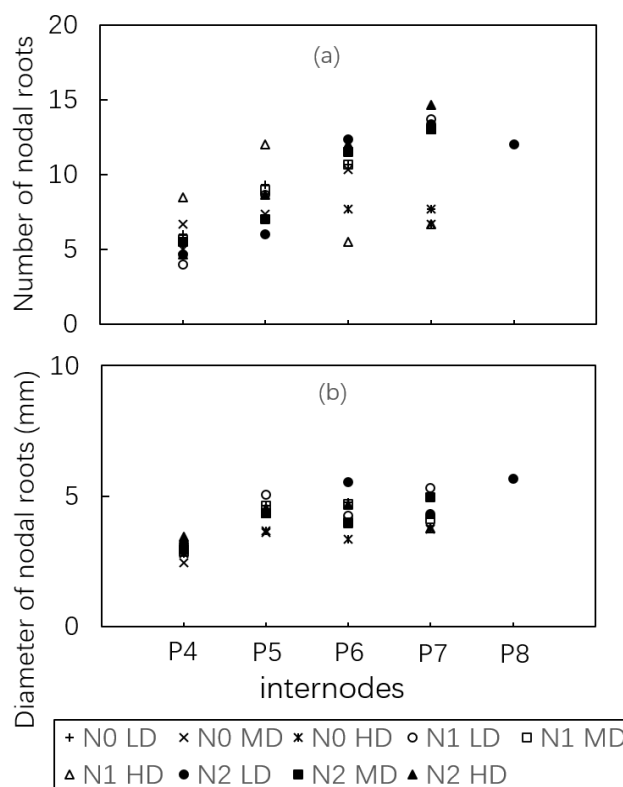 20
(a)
15
10
5
0
Number of nodal roots
10
(b)
5
0
Diameter of nodal roots (mm)
P4 P5 P6 P7 P8
internodes
N0 LD N0 MD N0 HD N1 LD N1 MD
N1 HD N2 LD N2 MD N2 HD